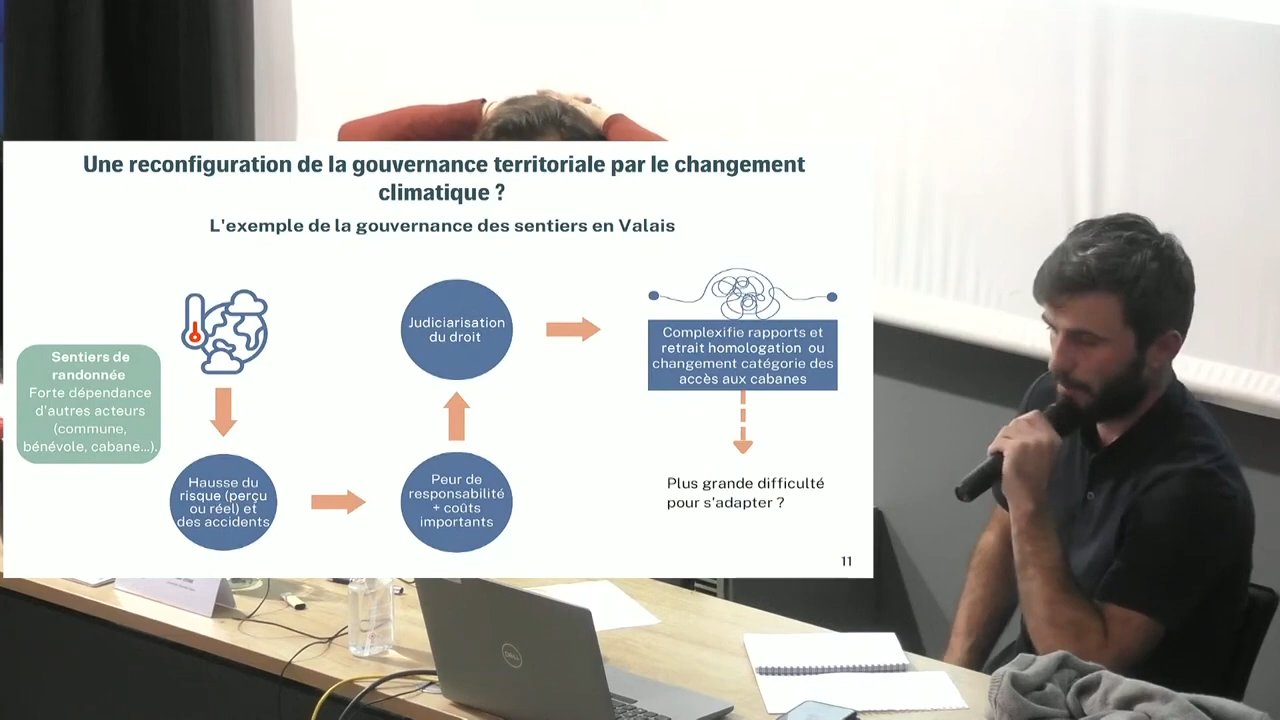 Une reconfiguration de la gouvernance territoriale par le changement
climatique ?
L'exemple de la gouvernance des sentiers en Valais
Sentiers de
randonnée
Forte dépendance
d'autres acteurs
(commune,
bénévole, cabane...).
Hausse du
risque (perçu
ou réel) et
des accidents
Peur de
responsabilité
+ coûts
importants
Judiciarisation
du droit
Complexifie rapports et
retrait homologation ou
changement catégorie des
accès aux cabanes
Plus grande difficulté
pour s'adapter ?
11
DELL